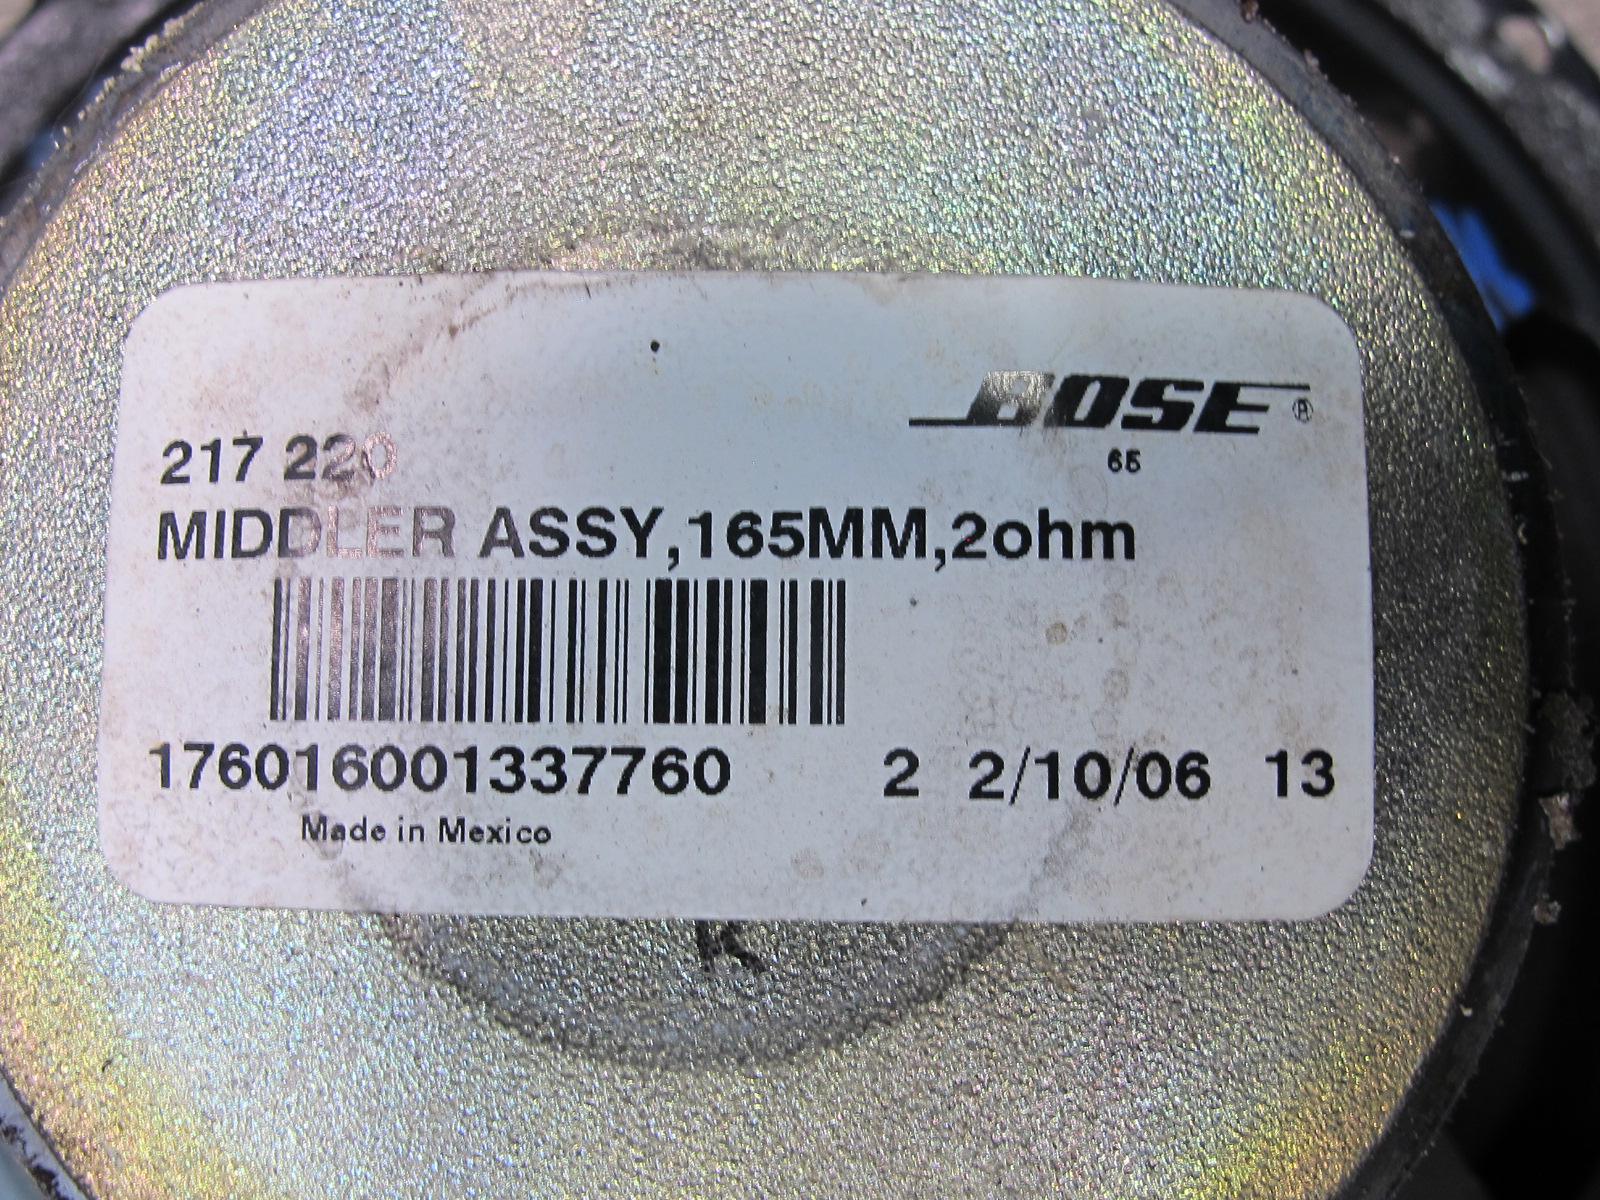 BOSE®
65
217 220
MIDDLER ASSY,165MM,2ohm
176016001337760 2 2/10/06 13
Made in Mexico
K